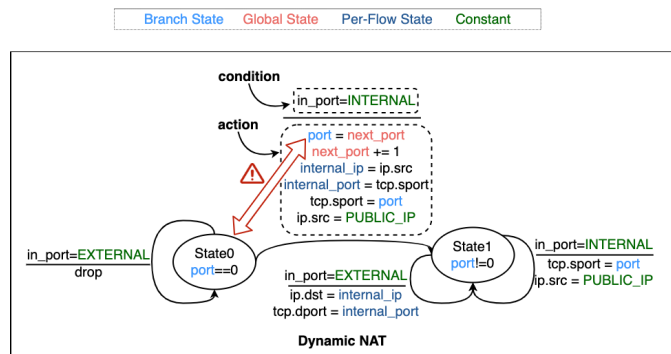 Branch State Global State Per-Flow State Constant
condition
in_port=INTERNAL
action
port = next_port
next_port += 1
internal_ip = ip.src
internal_port = tcp.sport
tcp.sport = port
ip.src = PUBLIC_IP
in_port=EXTERNAL
drop
State0
port==0
in_port=EXTERNAL
ip.dst = internal_ip
tcp.dport = internal_port
State1
port!=0
in_port=INTERNAL
tcp.sport = port
ip.src = PUBLIC_IP
Dynamic NAT